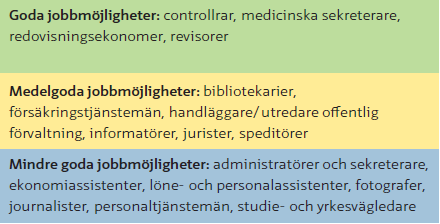 Goda jobbmöjligheter: controllrar, medicinska sekreterare,
redovisningsekonomer, revisorer
Medelgoda jobbmöjligheter: bibliotekarier,
försäkringstjänstemän, handläggare/utredare offentlig
förvaltning, informatörer, jurister, speditörer
Mindre goda jobbmöjligheter: administratörer och sekreterare,
ekonomiassistenter, löne- och personalassistenter, fotografer,
journalister, personaltjänstemän, studie- och yrkesvägledare